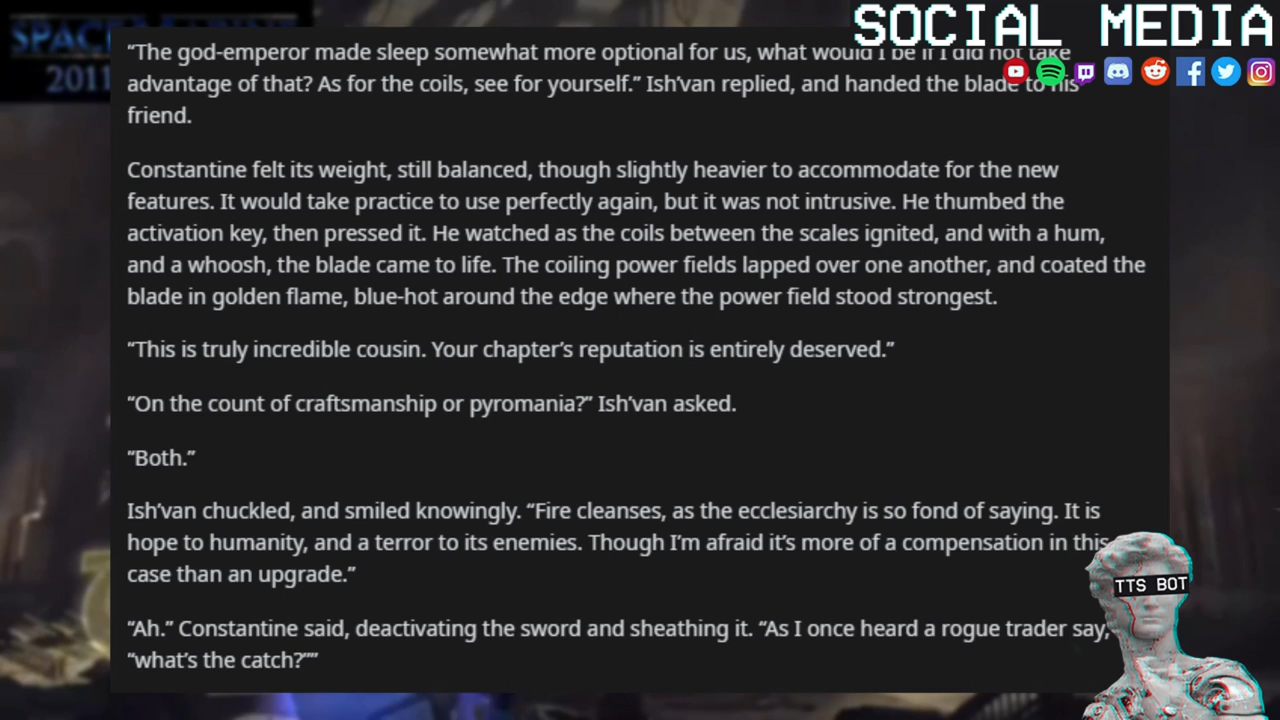 SPAC
2011
SOCIAL MEDIA
“The god-emperor made sleep somewhat more optional for us, what would I be if I did not take
advantage of that? As for the coils, see for yourself.” Ish’van replied, and handed the blade to his
friend.
Constantine felt its weight, still balanced, though slightly heavier to accommodate for the new
features. It would take practice to use perfectly again, but it was not intrusive. He thumbed the
activation key, then pressed it. He watched as the coils between the scales ignited, and with a hum,
and a whoosh, the blade came to life. The coiling power fields lapped over one another, and coated the
blade in golden flame, blue-hot around the edge where the power field stood strongest.
“This is truly incredible cousin. Your chapter’s reputation is entirely deserved.”
“On the count of craftsmanship or pyromania?” Ish’van asked.
“Both.”
Ish’van chuckled, and smiled knowingly. “Fire cleanses, as the ecclesiarchy is so fond of saying. It is
hope to humanity, and a terror to its enemies. Though I’m afraid it’s more of a compensation in this
case than an upgrade.”
TTS BOT
“Ah.” Constantine said, deactivating the sword and sheathing it. “As I once heard a rogue trader say,
“what’s the catch?””